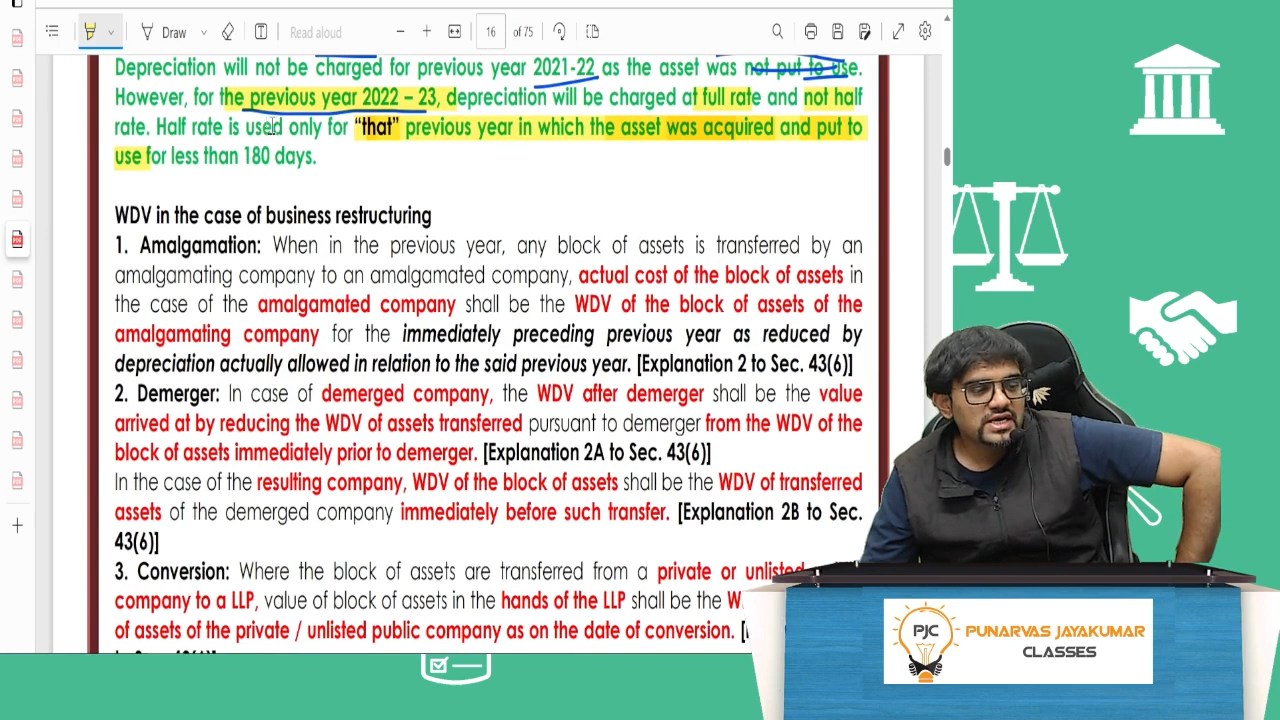 Draw
Read aloud
16
of 75
Depreciation will not be charged for previous year 2021-22 as the asset was not put to use.
However, for the previous year 2022 – 23, depreciation will be charged at full rate and not half
rate. Half rate is used only for “that” previous year in which the asset was acquired and put to
use for less than 180 days.
WDV in the case of business restructuring
1. Amalgamation: When in the previous year, any block of assets is transferred by an
amalgamating company to an amalgamated company, actual cost of the block of assets in
the case of the amalgamated company shall be the WDV of the block of assets of the
amalgamating company for the immediately preceding previous year as reduced by
depreciation actually allowed in relation to the said previous year. [Explanation 2 to Sec. 43(6)]
2. Demerger: In case of demerged company, the WDV after demerger shall be the value
arrived at by reducing the WDV of assets transferred pursuant to demerger from the WDV of the
block of assets immediately prior to demerger. [Explanation 2A to Sec. 43(6)]
In the case of the resulting company, WDV of the block of assets shall be the WDV of transferred
assets of the demerged company immediately before such transfer. [Explanation 2B to Sec.
43(6)]
3. Conversion: Where the block of assets are transferred from a private or unlisted
company to a LLP, value of block of assets in the hands of the LLP shall be the
of assets of the private / unlisted public company as on the date of conversion.
PJC
PUNARVAS JAYAKUMAR
CLASSES